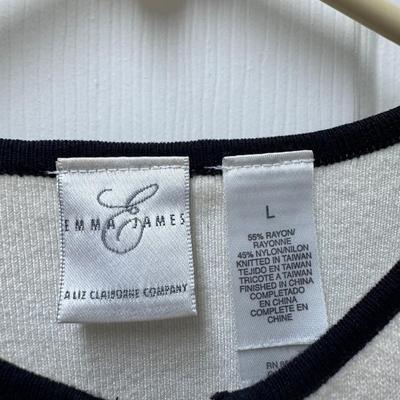 EMMA JAMES
A LIZ CLAIBORNE COMPANY
L
55% RAYON/
RAYONNE
45% NYLON/NILON
KNITTED IN TAIWAN
TEJIDO EN TAIWAN
TRICOTE A TAIWAN
FINISHED IN CHINA
COMPLETADO
EN CHINA
COMPLETE EN
CHINE
RN